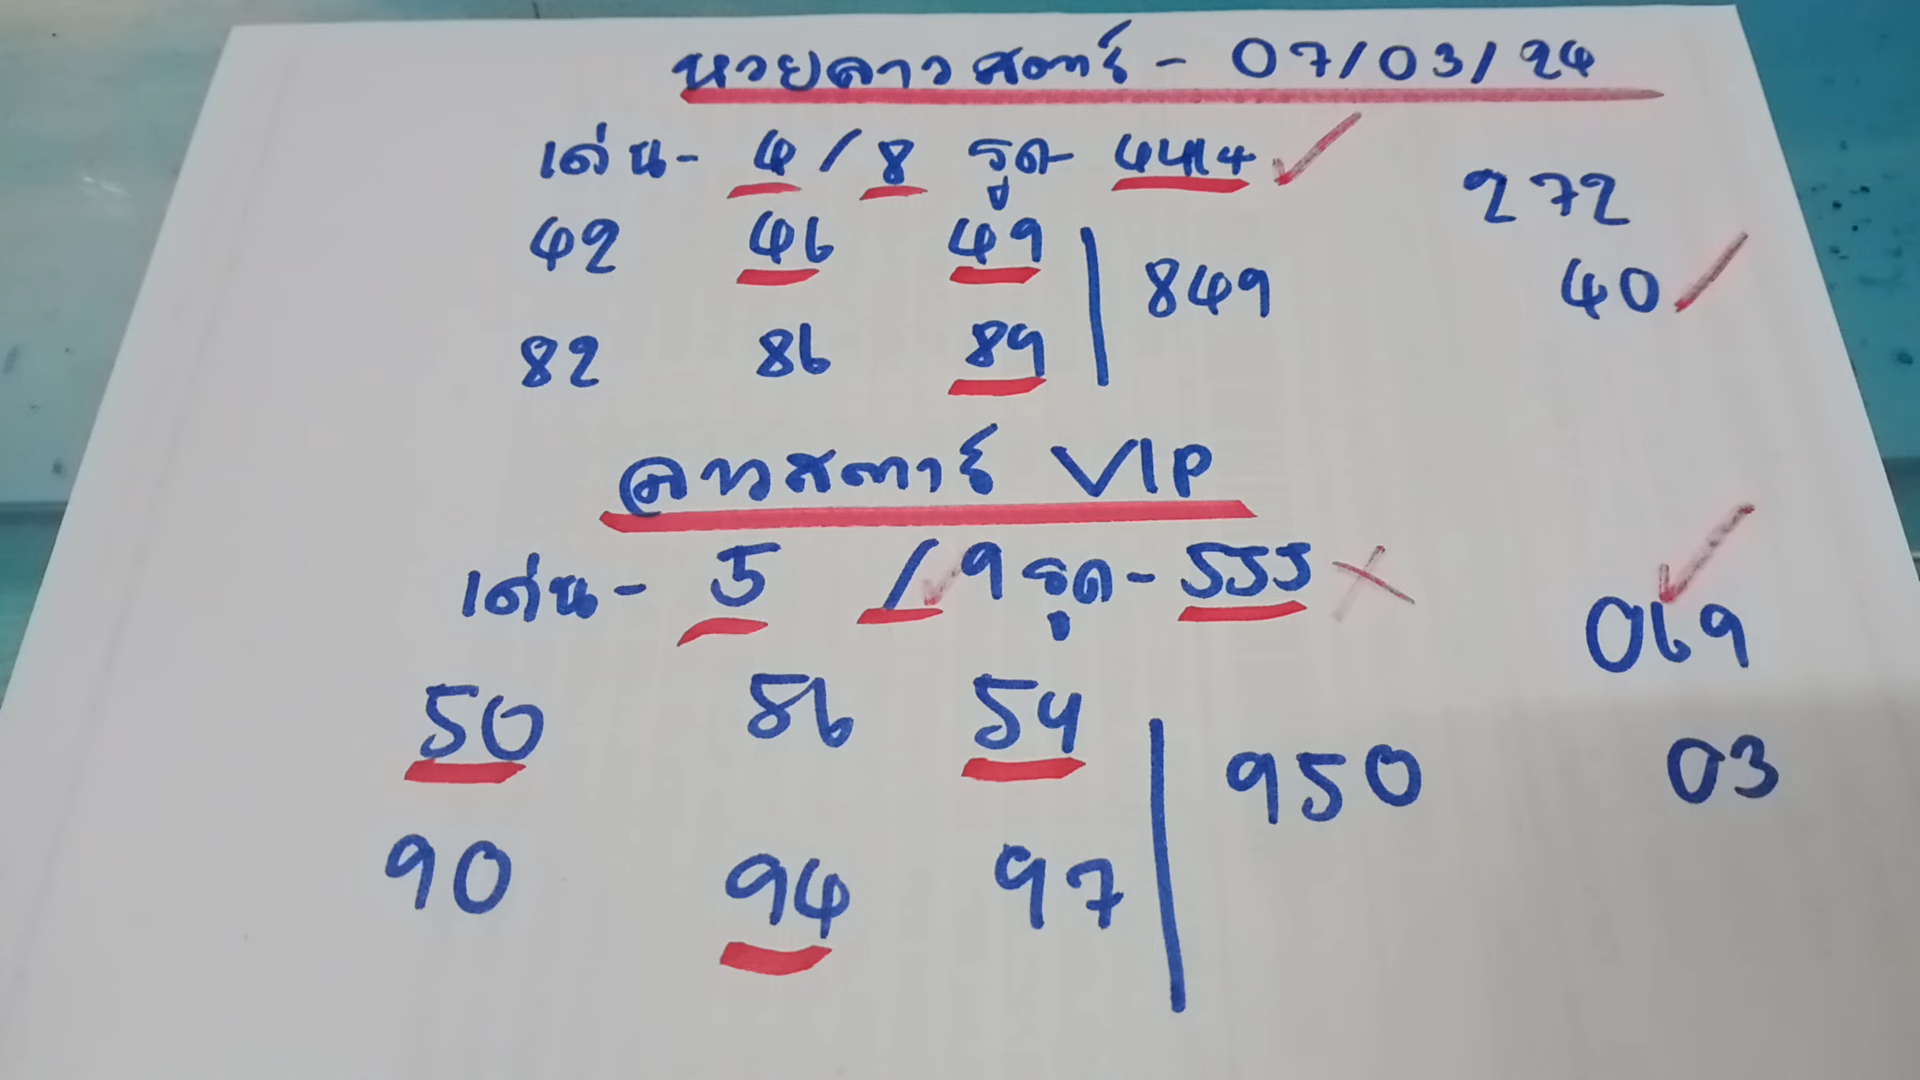 หวยลาวสตาร์ - 07/03/24
เด่น - 4 / 8 รูด - 4444
272
42 46 49
849
40
82 86 89
ลาวสตาร์ VIP
เด่น - 5 / 9 รูด - 555
069
50 56 54
950
03
90 94 97